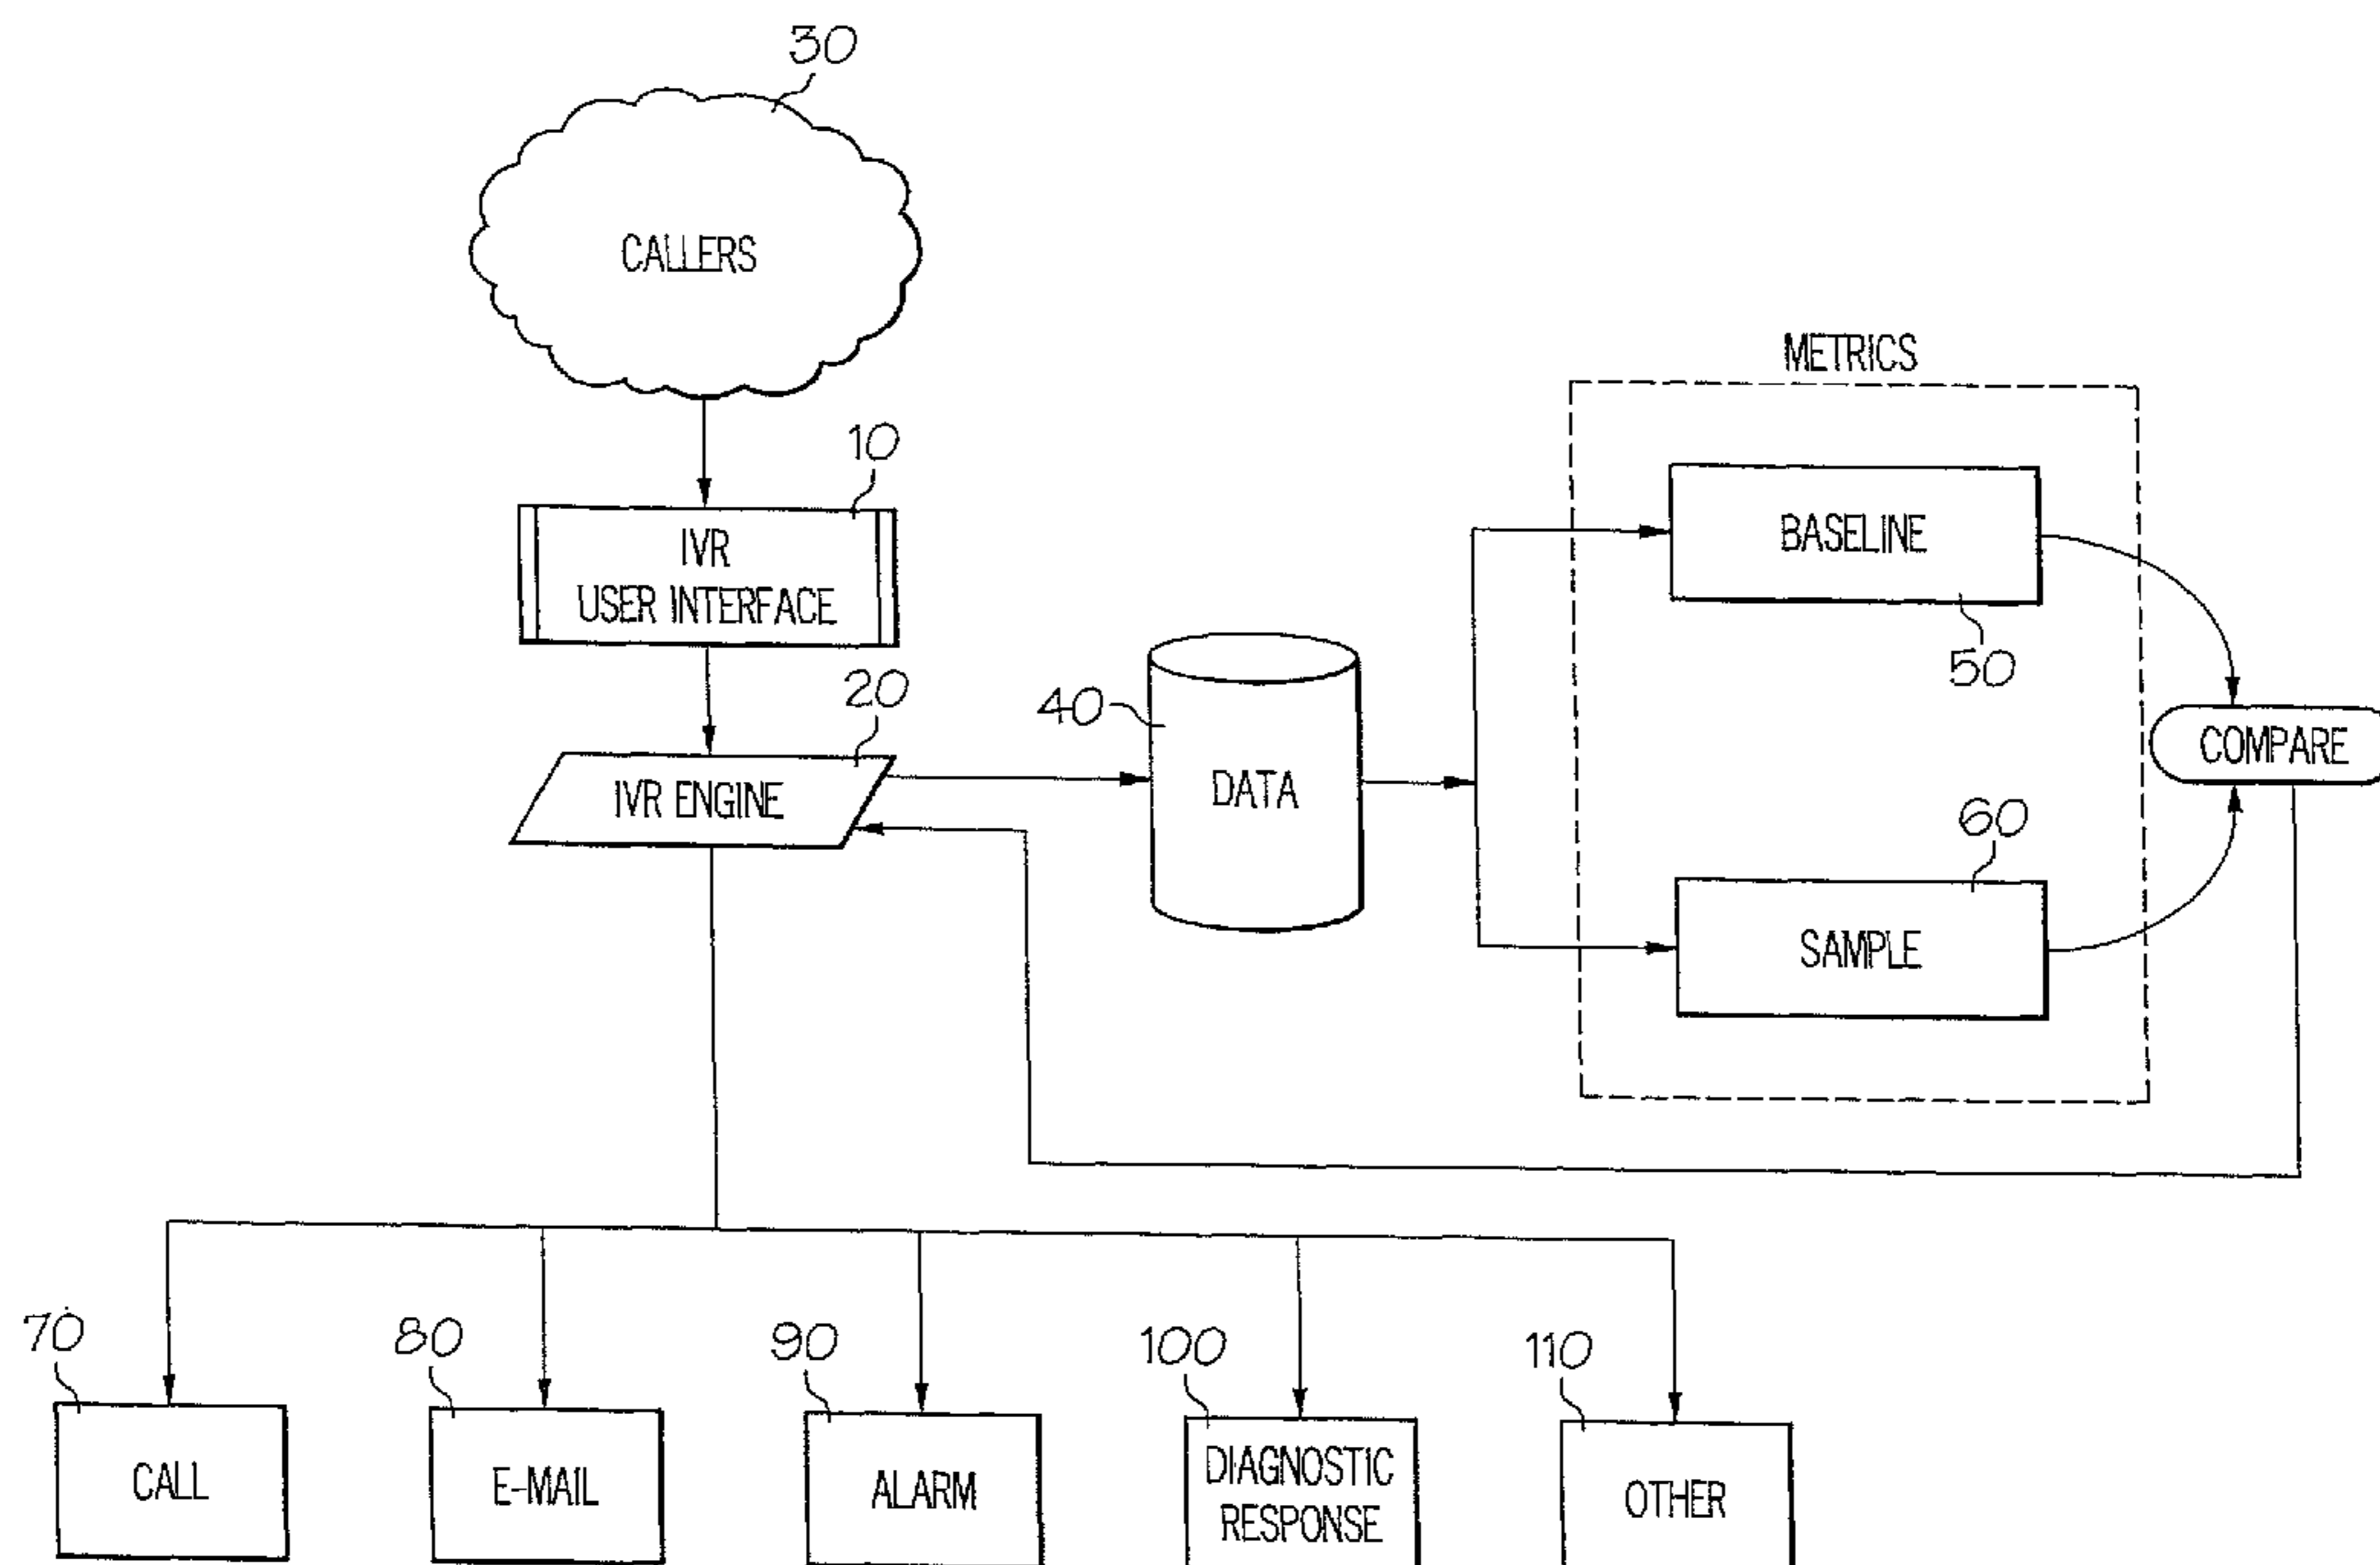 30
CALLERS
METRICS
10
IVR
USER INTERFACE
BASELINE
50
20
40
COMPARE
IVR ENGINE
DATA
60
SAMPLE
70
80
90
100
110
CALL
E-MAIL
ALARM
DIAGNOSTIC
RESPONSE
OTHER